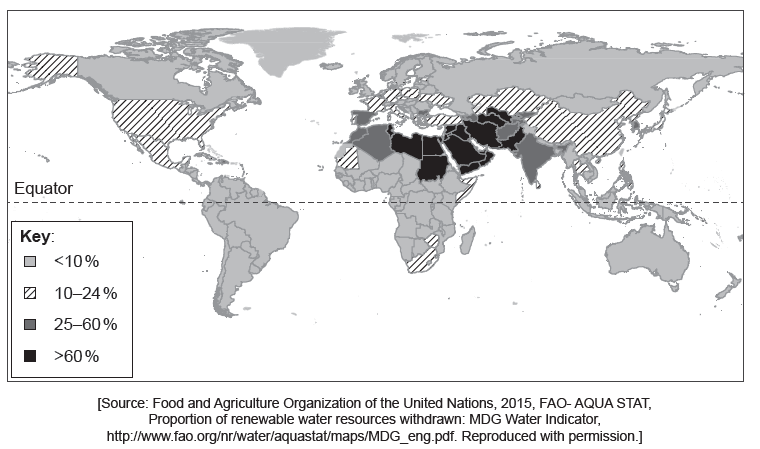 Equator
Key:
<10%
10–24%
25–60%
>60%
[Source: Food and Agriculture Organization of the United Nations, 2015, FAO- AQUA STAT,
Proportion of renewable water resources withdrawn: MDG Water Indicator,
http://www.fao.org/nr/water/aquastat/maps/MDG_eng.pdf. Reproduced with permission.]